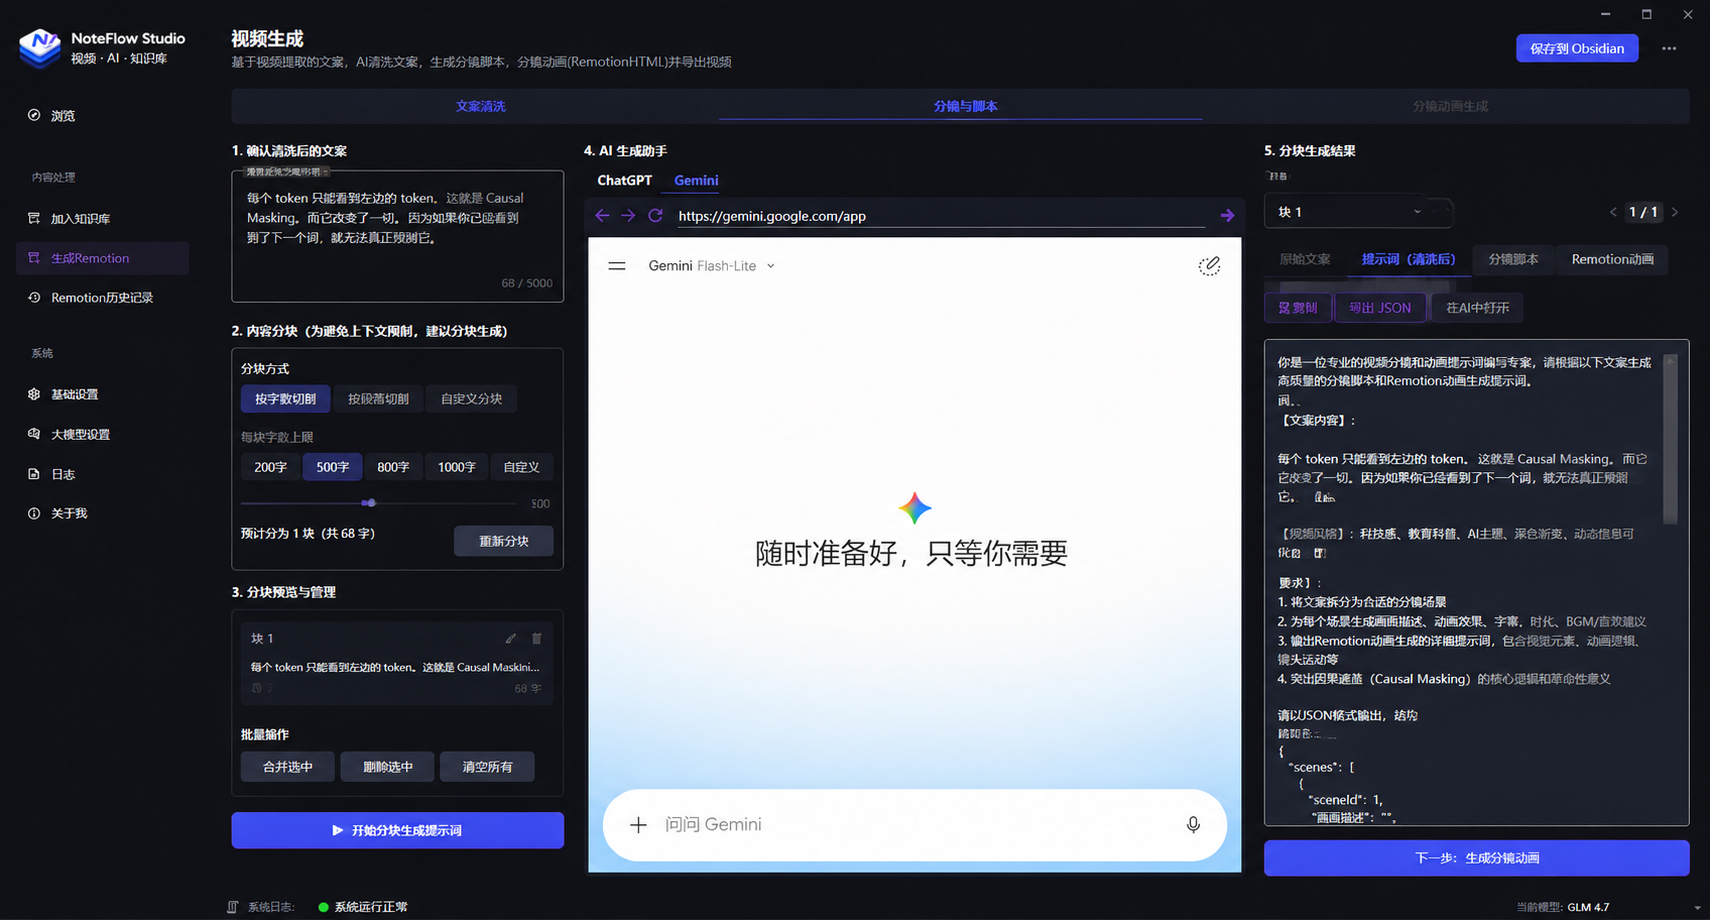 NoteFlow Studio
视频 · AI · 知识库
浏览
内容处理
加入知识库
生成Remotion
Remotion历史记录
系统
基础设置
大模型设置
日志
关于我
视频生成
基于视频提取的文案，AI清洗文案，生成分镜脚本，分镜动画(RemotionHTML)并导出视频
保存到 Obsidian
文案清洗
分镜与脚本
分镜动画生成
1. 确认清洗后的文案
每个 token 只能看到左边的 token。这就是 Causal
Masking。而它改变了一切。因为如果你已经看到
到了下一个词，就无法真正预测它。
68 / 5000
2. 内容分块（为避免上下文限制，建议分块生成）
分块方式
按字数切割
按段落切割
自定义分块
每块字数上限
200字
500字
800字
1000字
自定义
500
预计分为 1 块（共 68 字）
重新分块
3. 分块预览与管理
块 1
每个 token 只能看到左边的 token。这就是 Causal Maskini...
68 字
批量操作
合并选中
删除选中
清空所有
开始分块生成提示词
4. AI 生成助手
ChatGPT
Gemini
https://gemini.google.com/app
Gemini Flash-Lite
随时准备好，只等你需要
问问 Gemini
5. 分块生成结果
块 1
1 / 1
原始文案
提示词（清洗后）
分镜脚本
Remotion动画
导出 JSON
在AI中打开
你是一位专业的视频分镜和动画提示词编写专家，请根据以下文案生成
高质量的分镜脚本和Remotion动画生成提示词。
【文案内容】：
每个 token 只能看到左边的 token。这就是 Causal Masking。而它
它改变了一切。因为如果你已经看到了下一个词，就无法真正预测
它。
【视频风格】：科技感、教育科普、AI主题、深色渐变、动态信息可
要求】：
1. 将文案拆分为合适的分镜场景
2. 为每个场景生成画面描述、动画效果、字幕，时长、BGM/音效建议
3. 输出Remotion动画生成的详细提示词，包含视觉元素、动画逻辑、
镜头运动等
4. 突出因果遮蔽（Causal Masking）的核心逻辑和革命性意义
请以JSON格式输出，结构
{
"scenes": [
{
"sceneId": 1,
"画面描述": "",
下一步：生成分镜动画
系统日志:
系统运行正常
当前模型: GLM 4.7